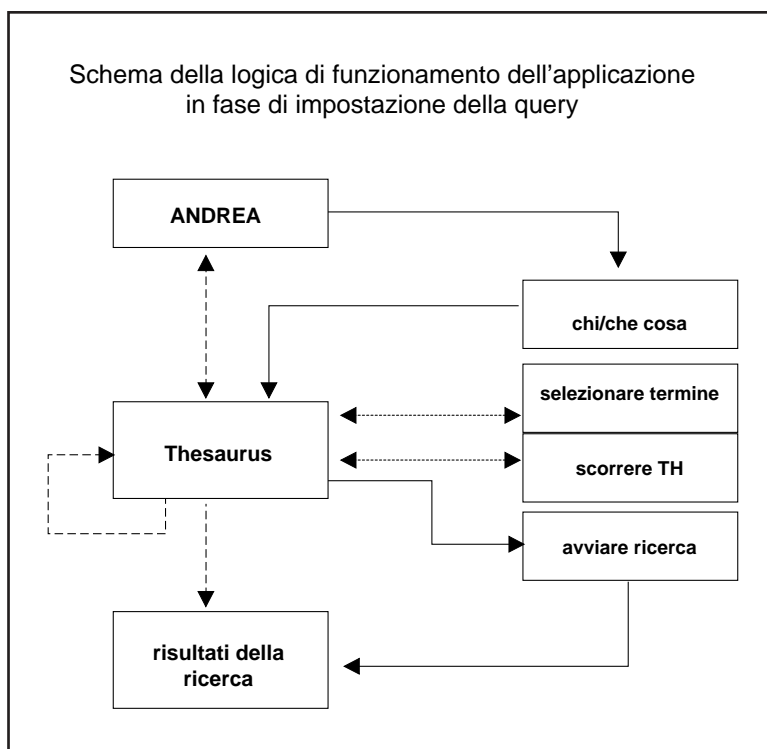 Schema della logica di funzionamento dell'applicazione
in fase di impostazione della query
ANDREA
chi/che cosa
selezionare termine
Thesaurus
scorrere TH
avviare ricerca
risultati della
ricerca